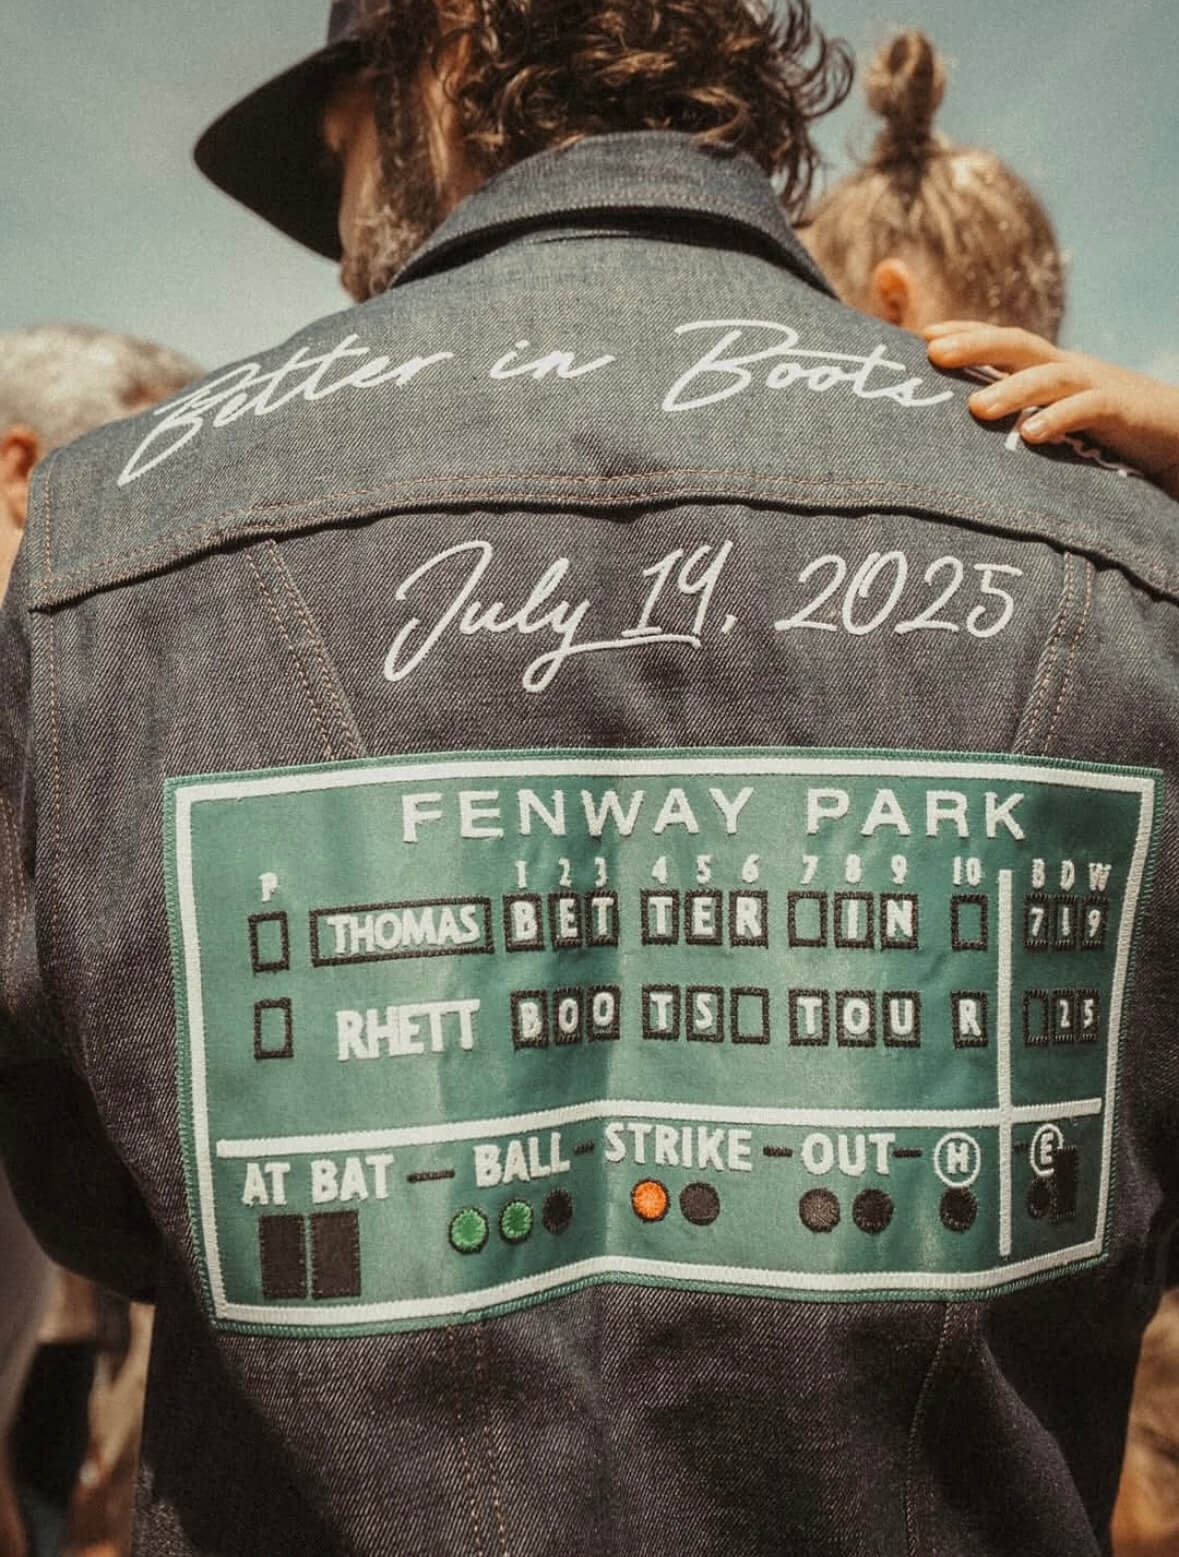 Better in Boots
July 19, 2025
FENWAY PARK
P 1 2 3 4 5 6 7 8 9 10 B D W
THOMAS BET TER IN 7 1 9
RHETT BOO TS TOU R 2 5
AT BAT - BALL - STRIKE - OUT - H - E